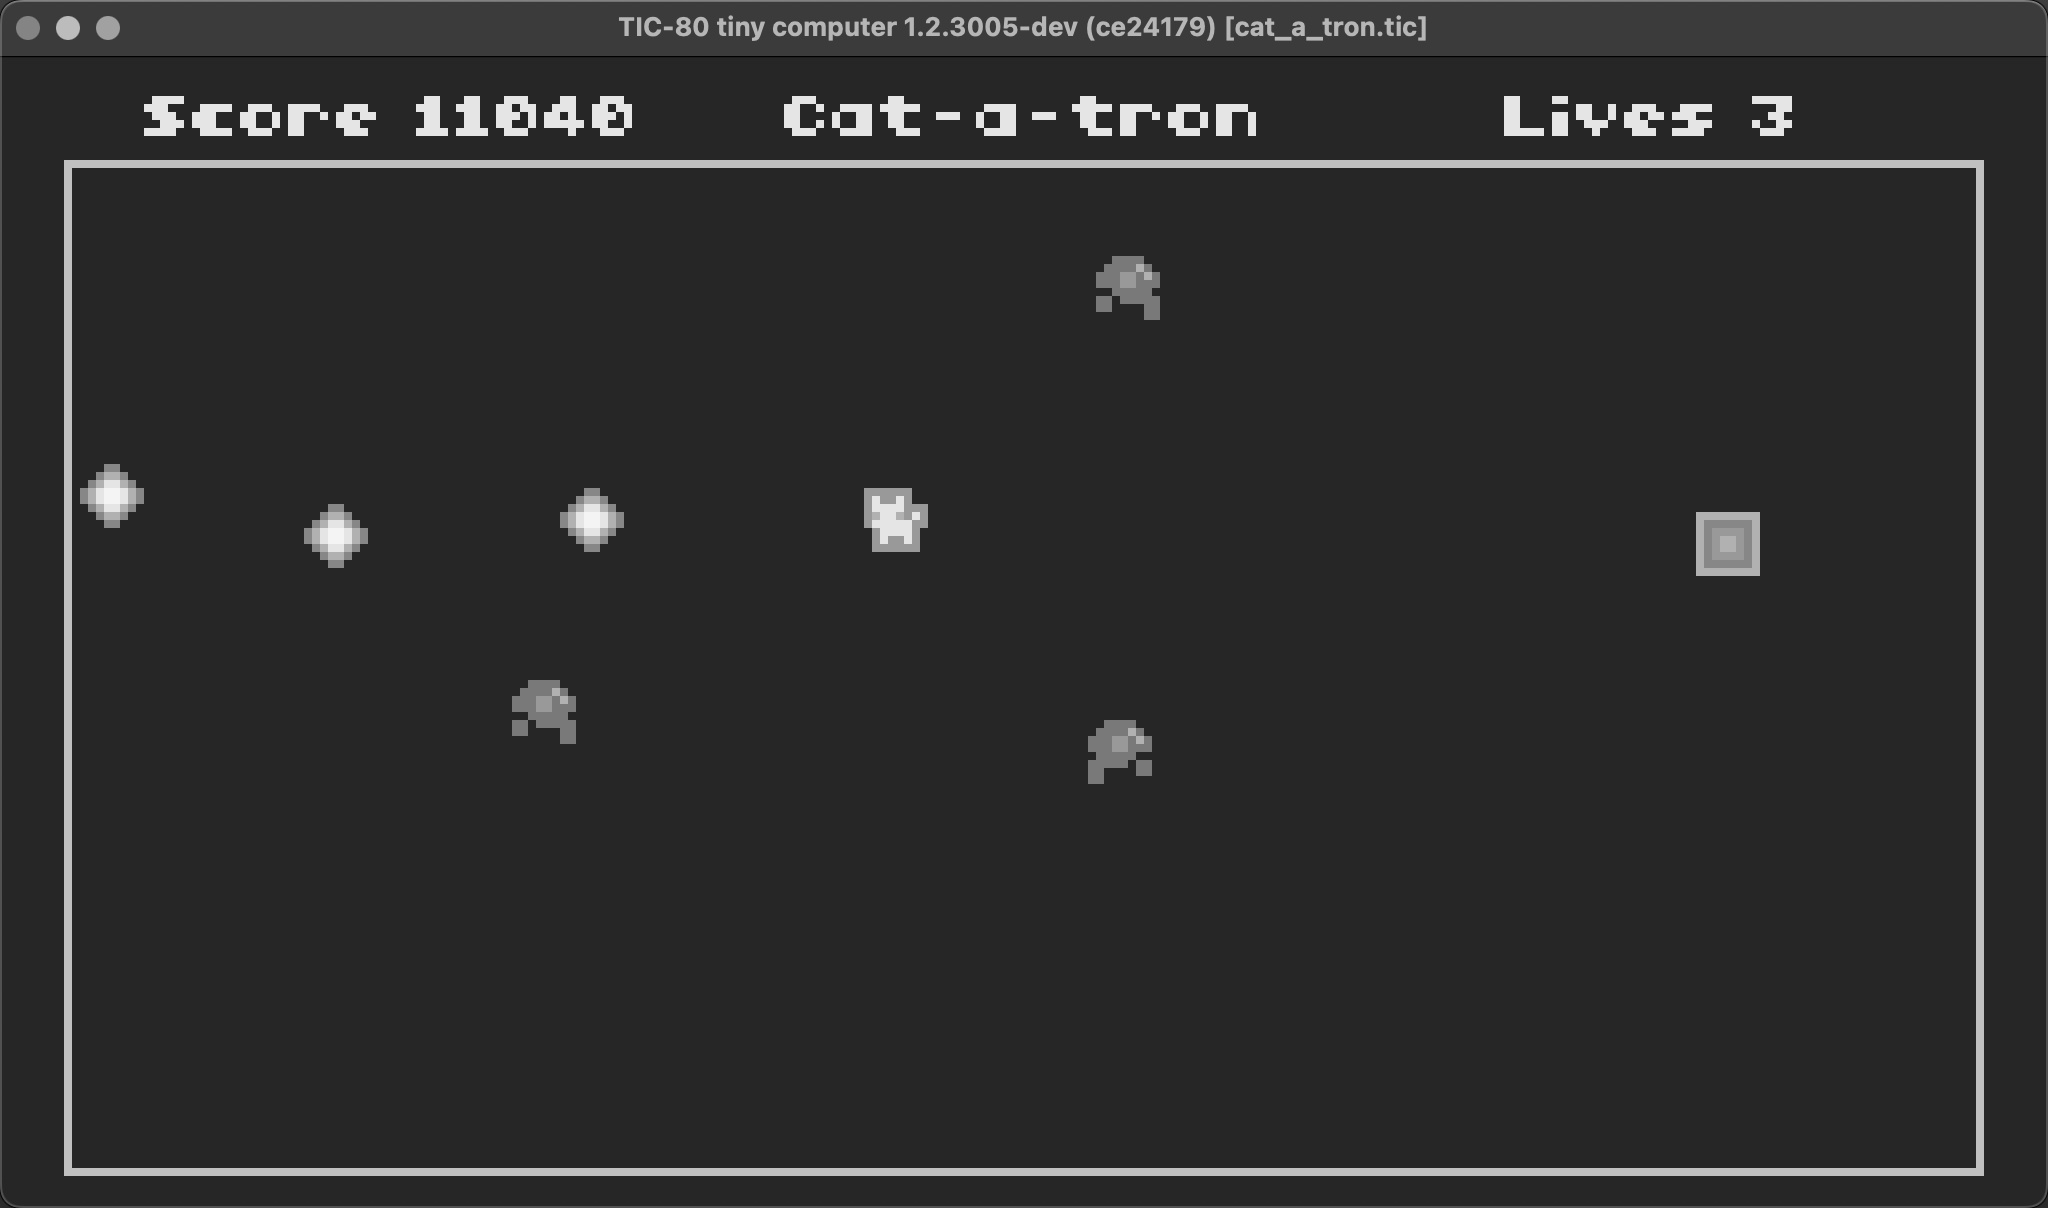 TIC-80 tiny computer 1.2.3005-dev (ce24179) [cat_a_tron.tic]
Score 11040 Cat-a-tron Lives 3